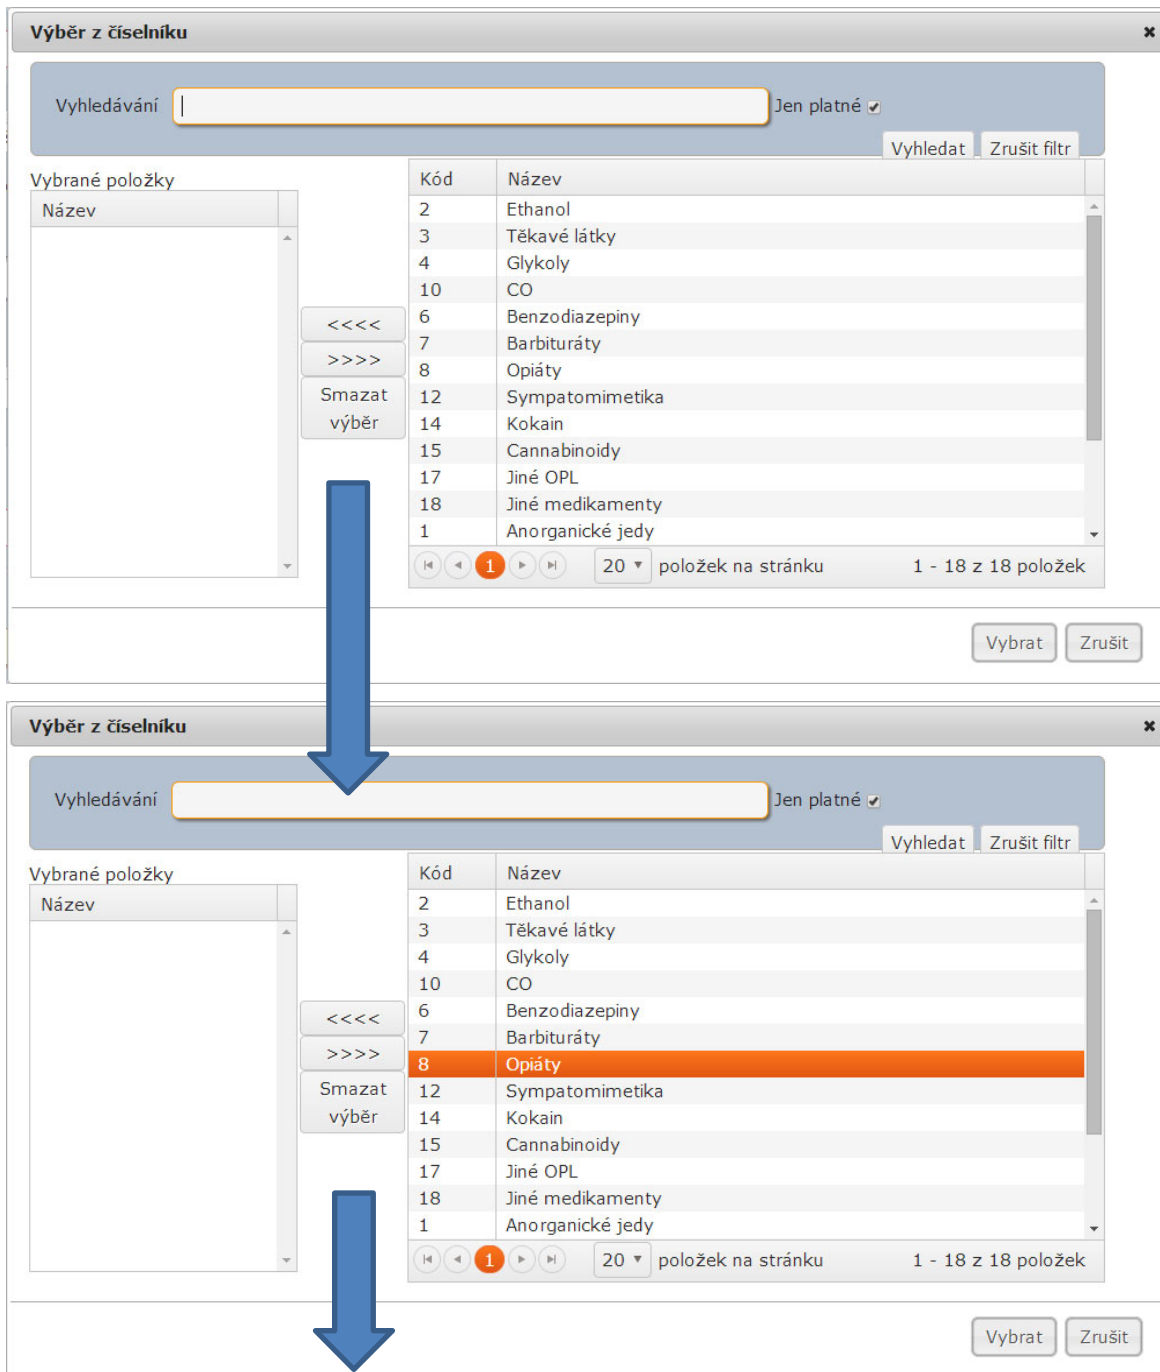 Výběr z číselníku
Vyhledávání Jen platné
Vyhledat Zrušit filtr
Vybrané položky
Název
<<<<
>>>>
Smazat
výběr
Kód Název
2 Ethanol
3 Těkavé látky
4 Glykoly
10 CO
6 Benzodiazepiny
7 Barbituráty
8 Opiáty
12 Sympatomimetika
14 Kokain
15 Cannabinoidy
17 Jiné OPL
18 Jiné medikamenty
1 Anorganické jedy
1 20 položek na stránku 1 - 18 z 18 položek
Vybrat Zrušit
Výběr z číselníku
Vyhledávání Jen platné
Vyhledat Zrušit filtr
Vybrané položky
Název
<<<<
>>>>
Smazat
výběr
Kód Název
2 Ethanol
3 Těkavé látky
4 Glykoly
10 CO
6 Benzodiazepiny
7 Barbituráty
8 Opiáty
12 Sympatomimetika
14 Kokain
15 Cannabinoidy
17 Jiné OPL
18 Jiné medikamenty
1 Anorganické jedy
1 20 položek na stránku 1 - 18 z 18 položek
Vybrat Zrušit